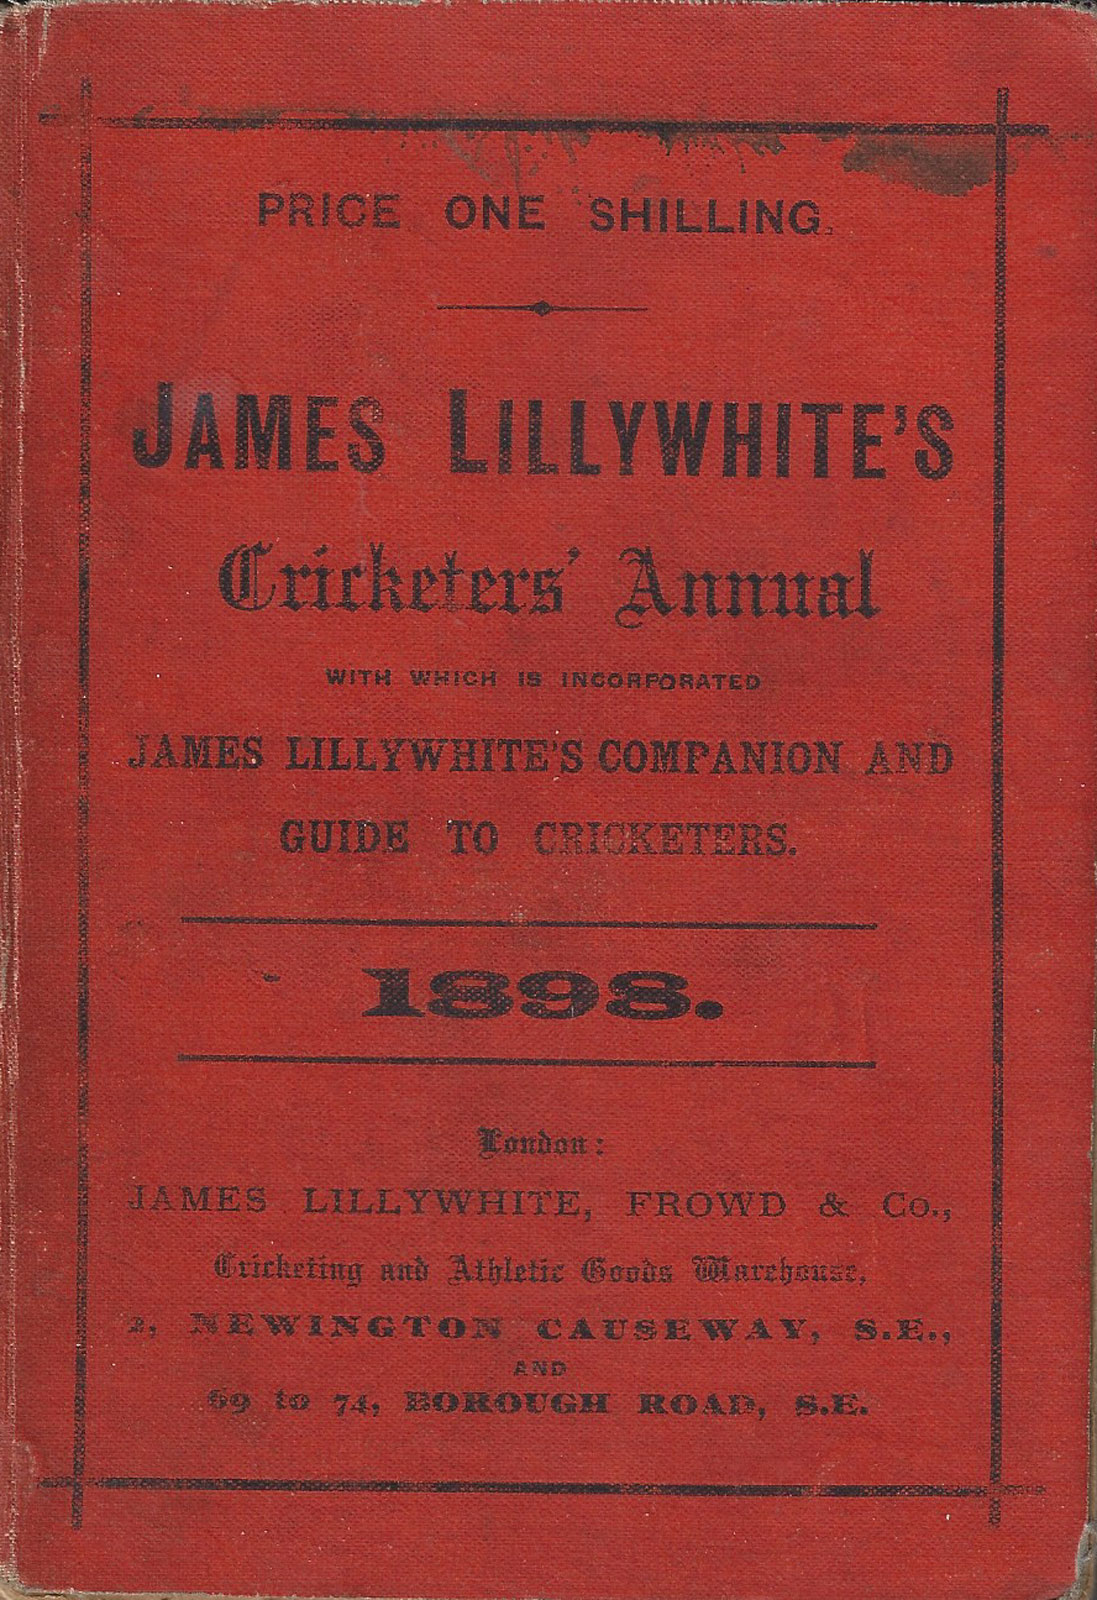 PRICE ONE SHILLING.
JAMES LILLYWHITE'S
Cricketers' Annual
WITH WHICH IS INCORPORATED
JAMES LILLYWHITE'S COMPANION AND
GUIDE TO CRICKETERS.
1898.
London:
JAMES LILLYWHITE, FROWD & Co.,
Cricketing and Athletic Goods Warehouse,
2, NEWINGTON CAUSEWAY, S.E.,
AND
69 to 74, BOROUGH ROAD, S.E.